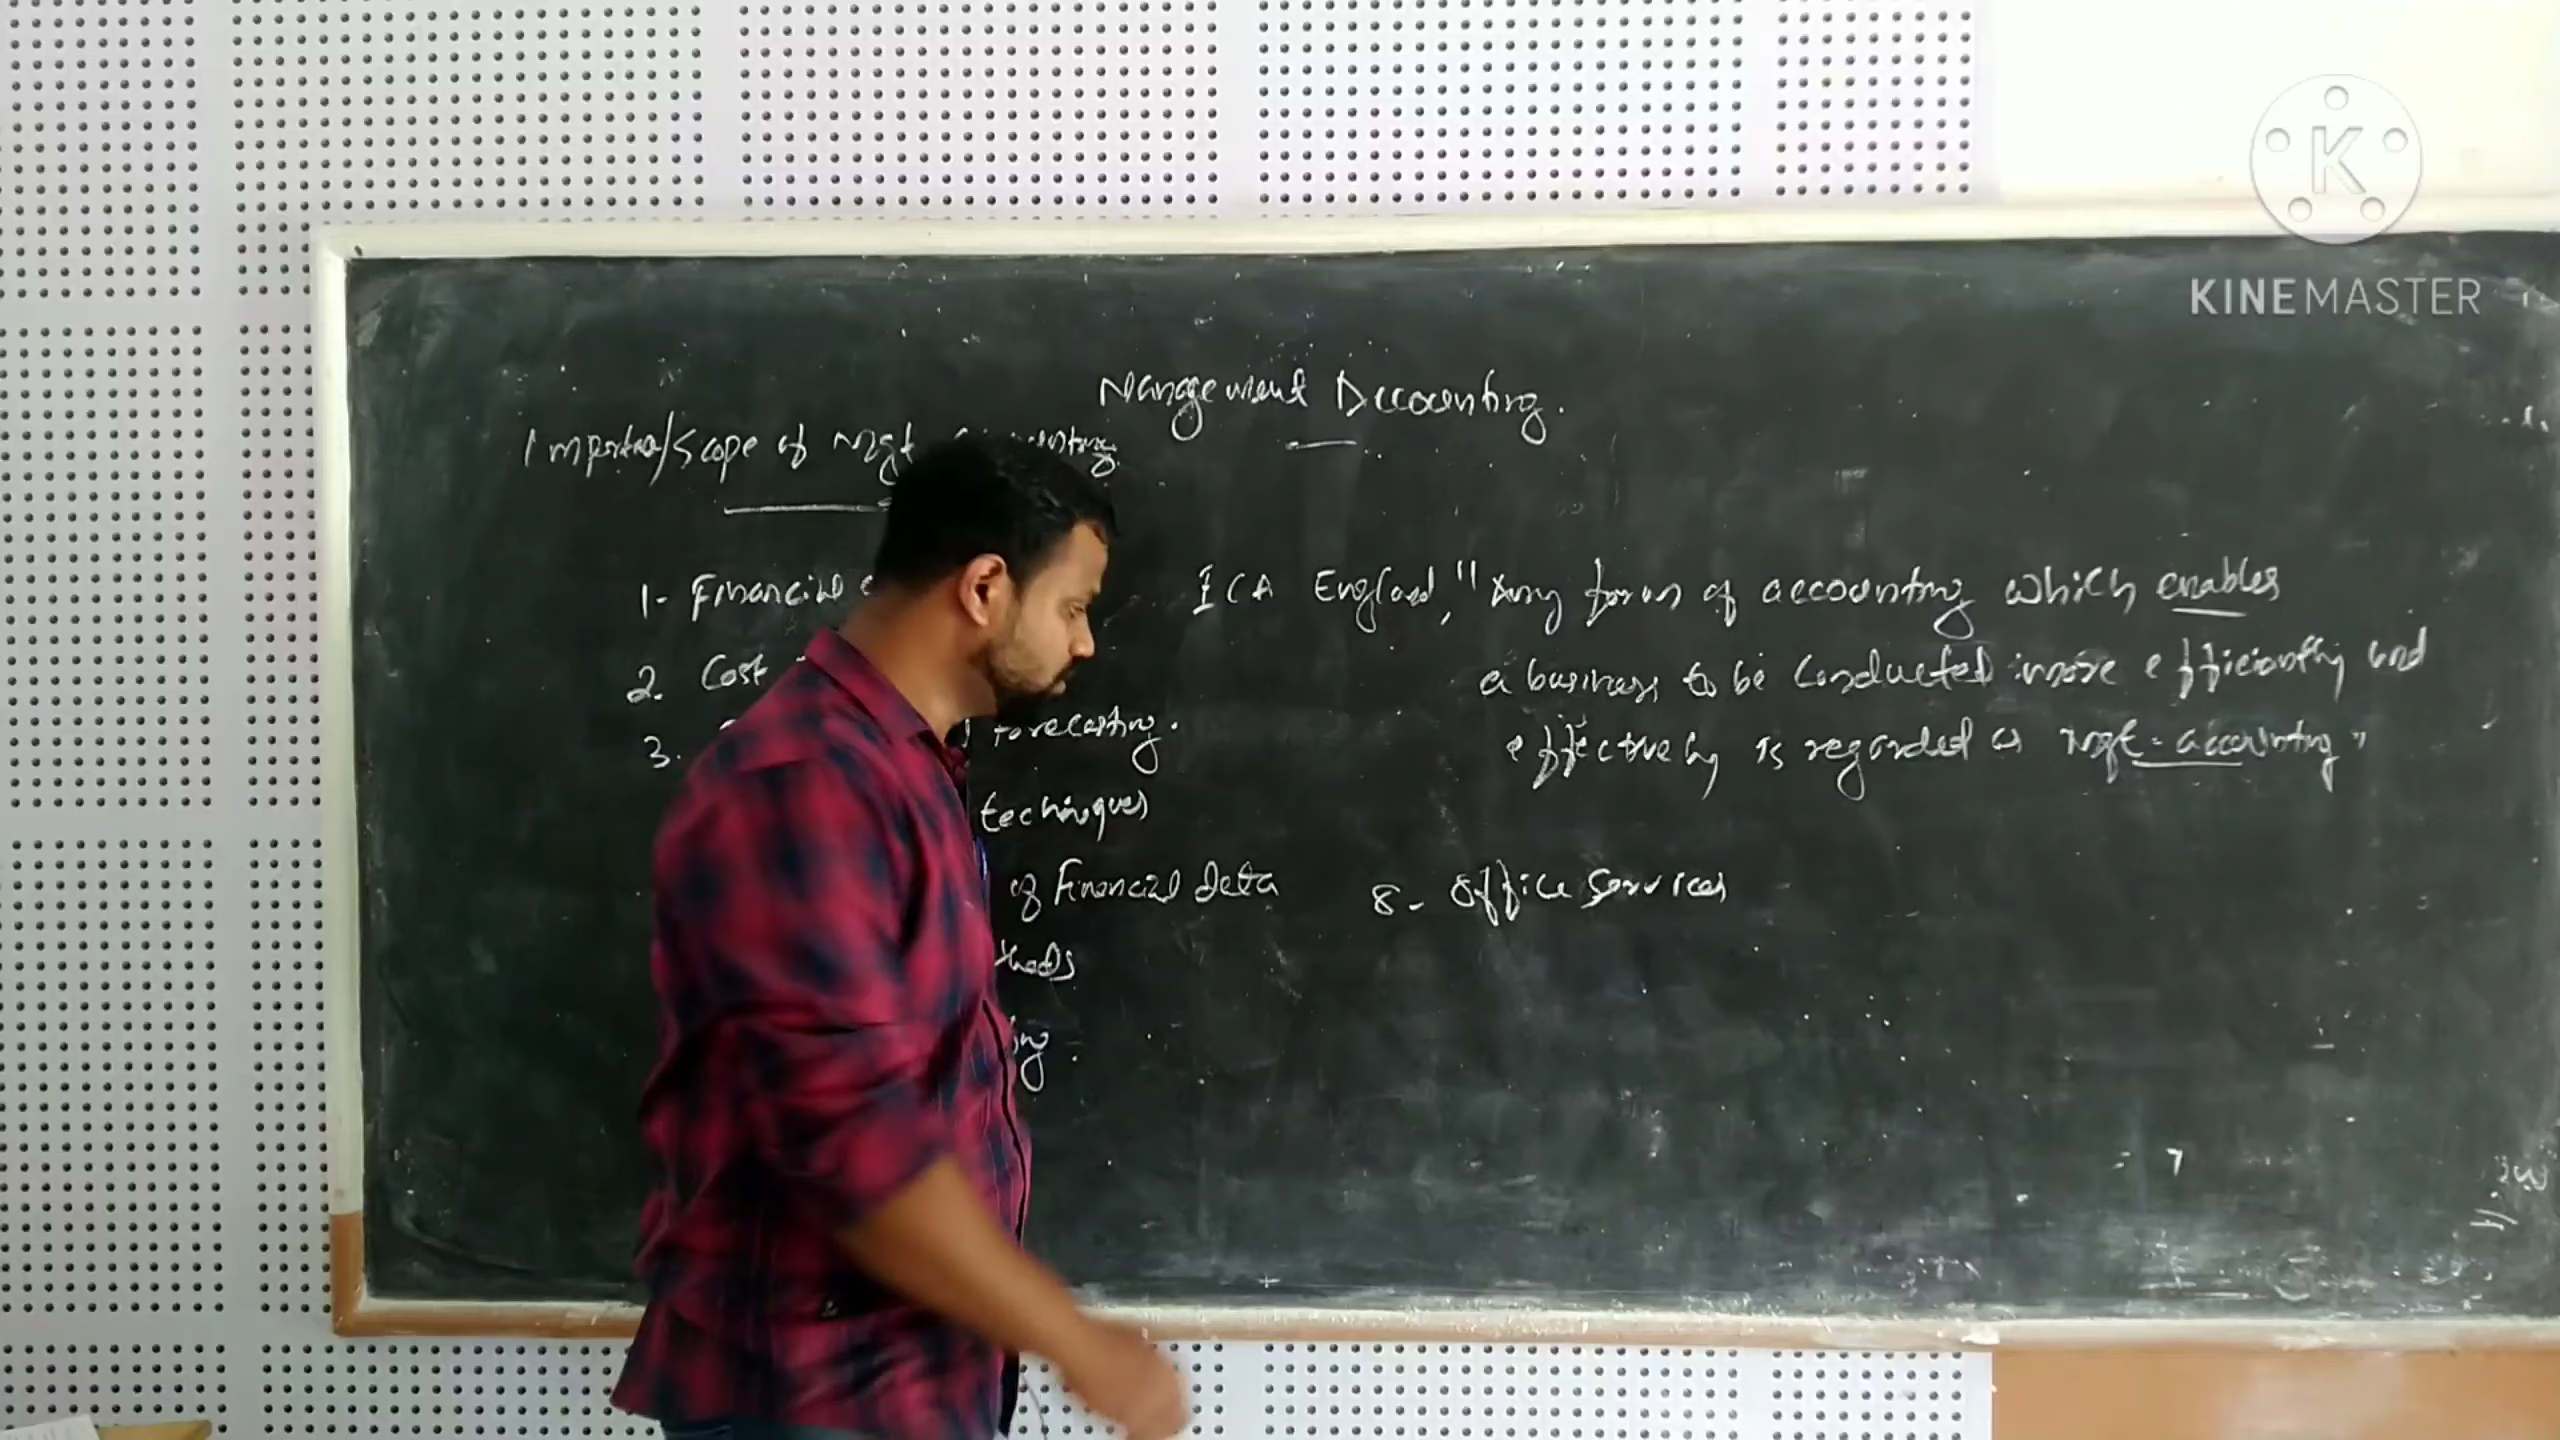 KINEMASTER
Management Accounting.
Importance/Scope of Mgt
1- Financial
2. Cost
3. forecasting.
techniques
of Financial data
ing.
ICA England, "Any form of accounting which enables
a business to be conducted more efficiently and
effectively is regarded as Mgt-accounting"
8- Office Services